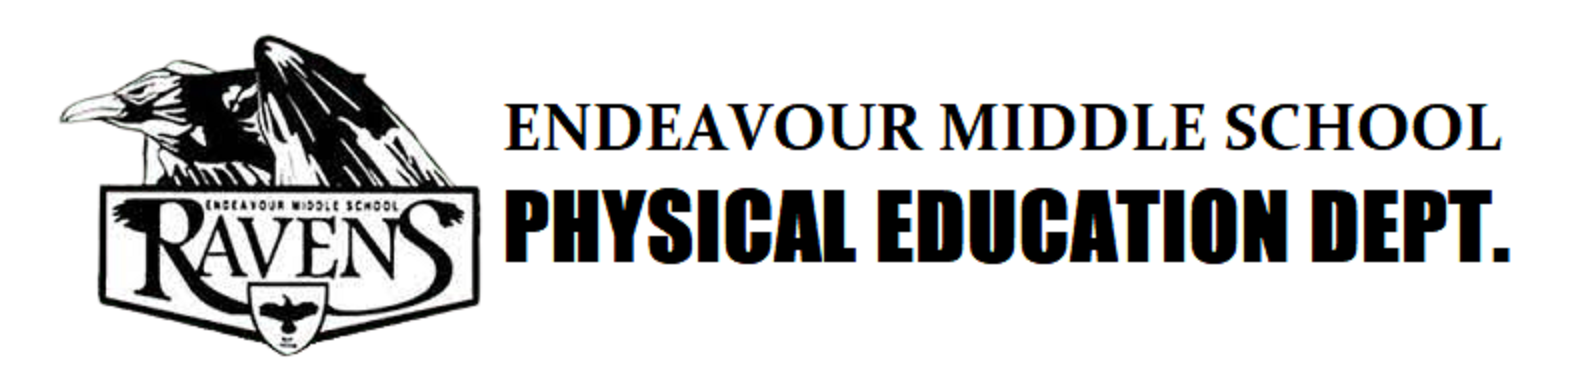 ENDEAVOUR MIDDLE SCHOOL
RAVENS
ENDEAVOUR MIDDLE SCHOOL
PHYSICAL EDUCATION DEPT.